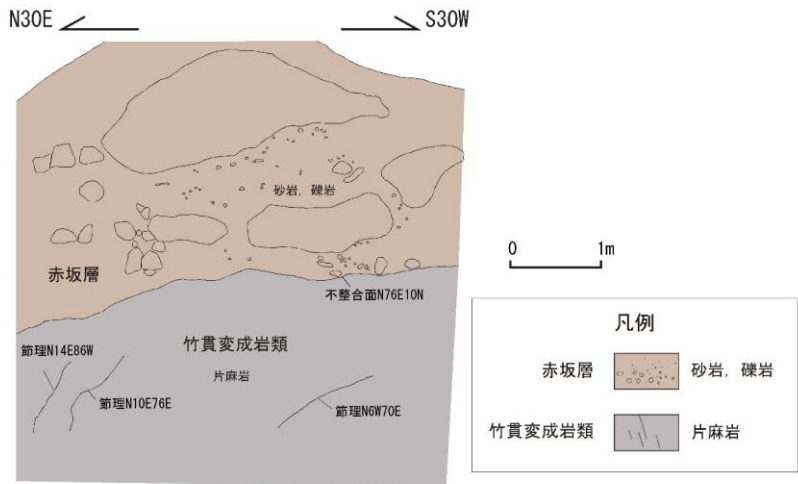 N30E
S30W
砂岩，礫岩
0 1m
赤坂層
不整合面N76E10N
竹貫変成岩類
片麻岩
節理N14E86W
節理N10E76E
節理N6W70E
凡例
赤坂層 砂岩，礫岩
竹貫変成岩類 片麻岩